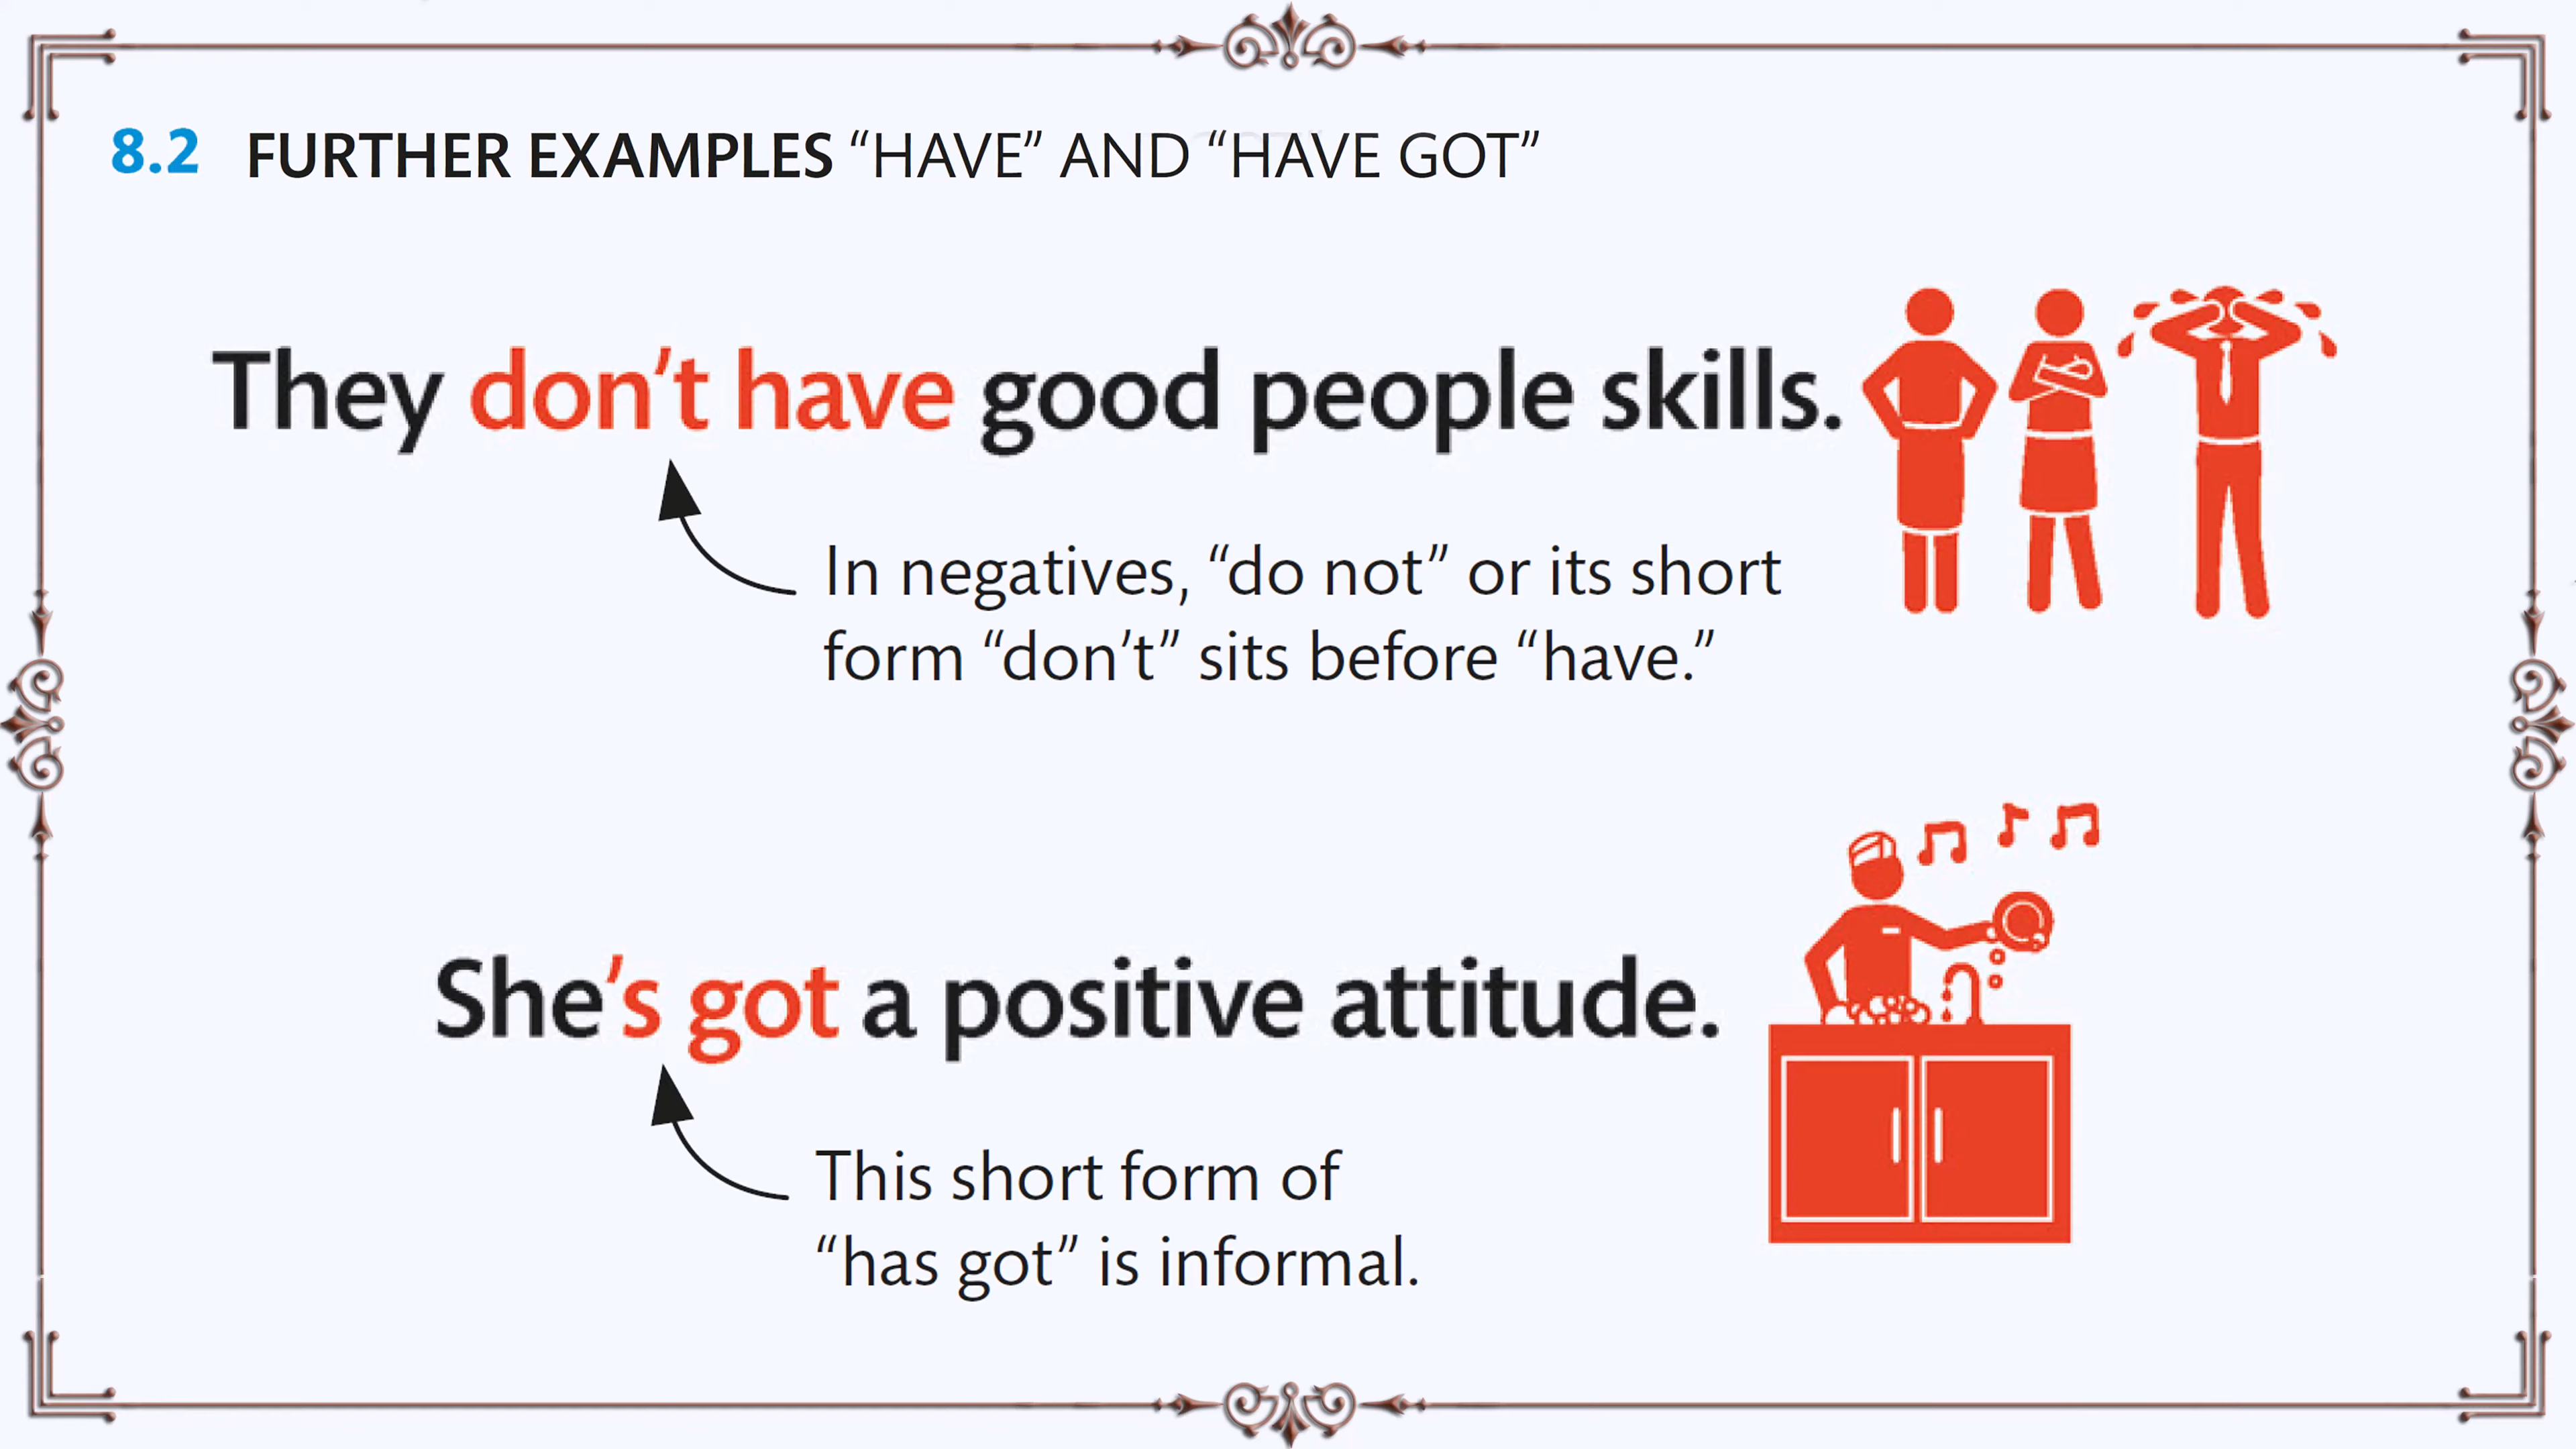 8.2 FURTHER EXAMPLES “HAVE” AND “HAVE GOT”
They don’t have good people skills.
In negatives, “do not” or its short
form “don’t” sits before “have.”
She’s got a positive attitude.
This short form of
“has got” is informal.